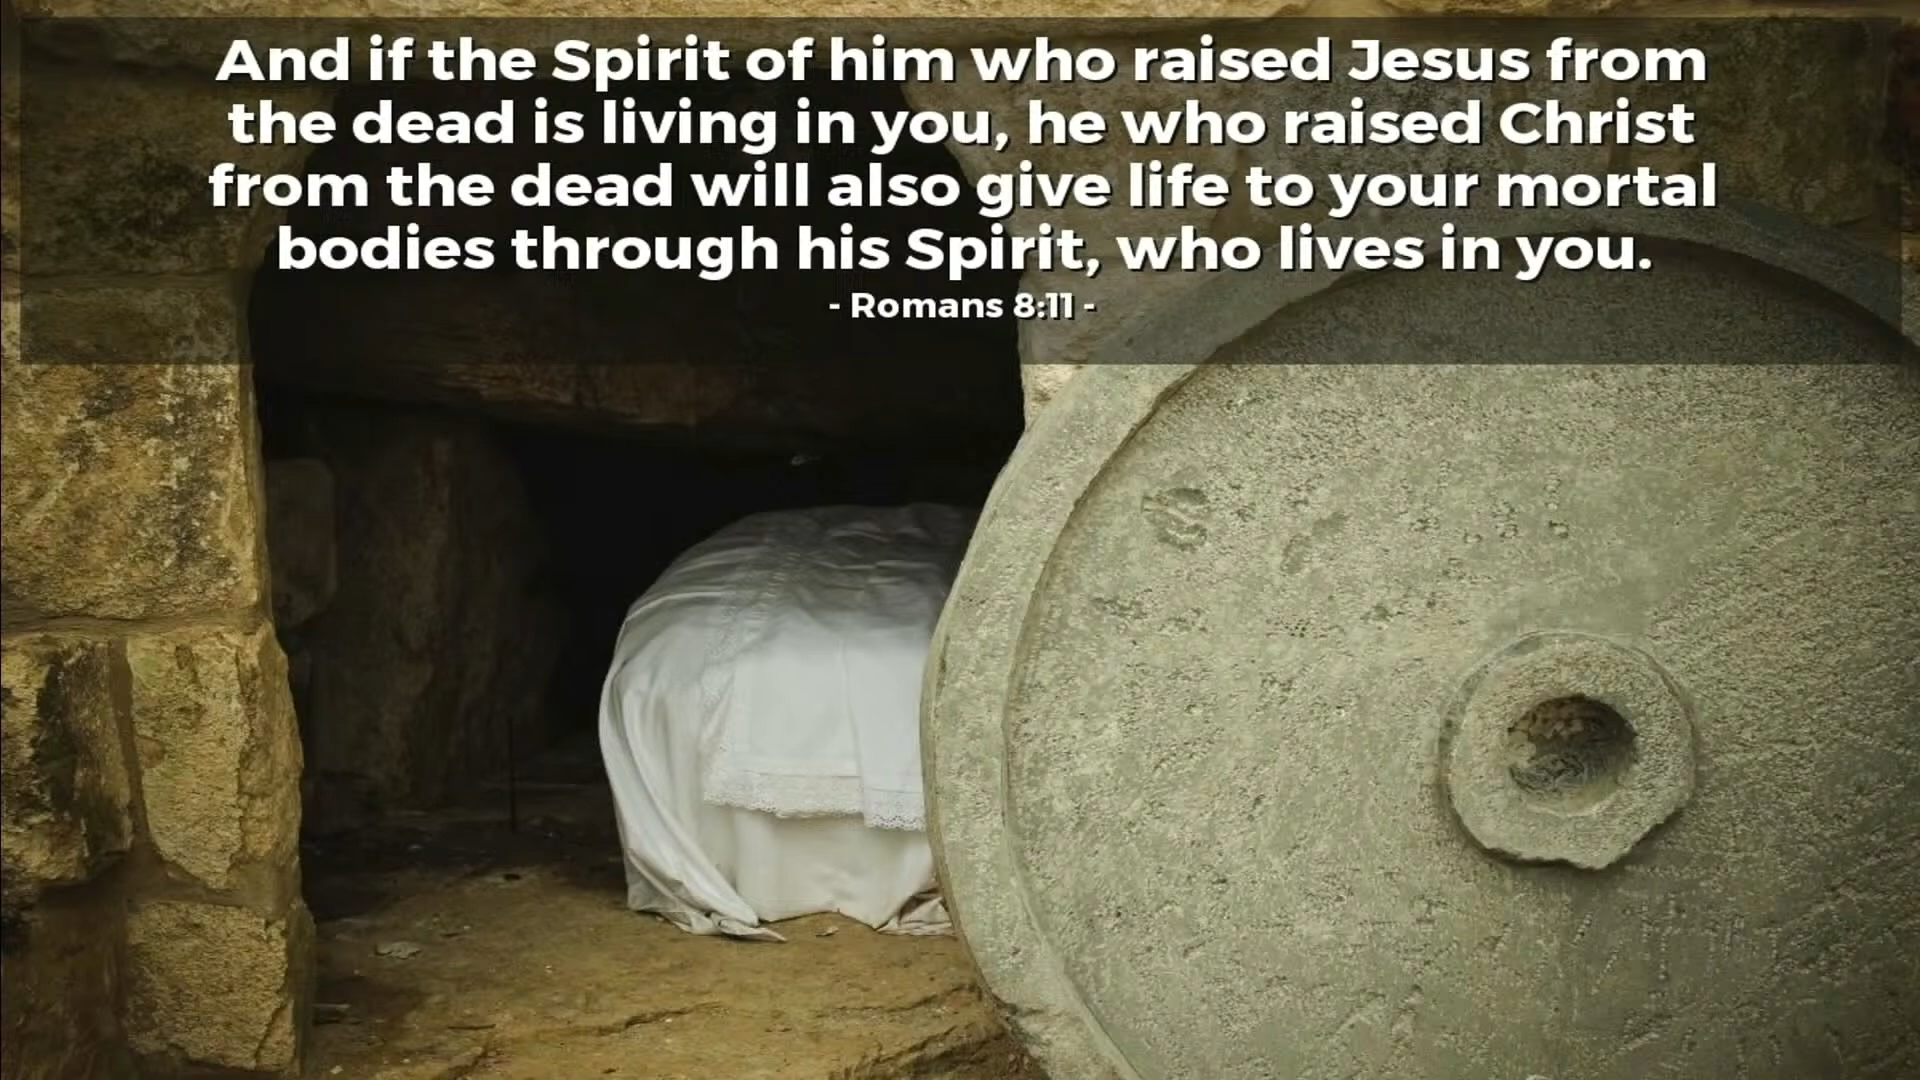 And if the Spirit of him who raised Jesus from
the dead is living in you, he who raised Christ
from the dead will also give life to your mortal
bodies through his Spirit, who lives in you.
- Romans 8:11 -